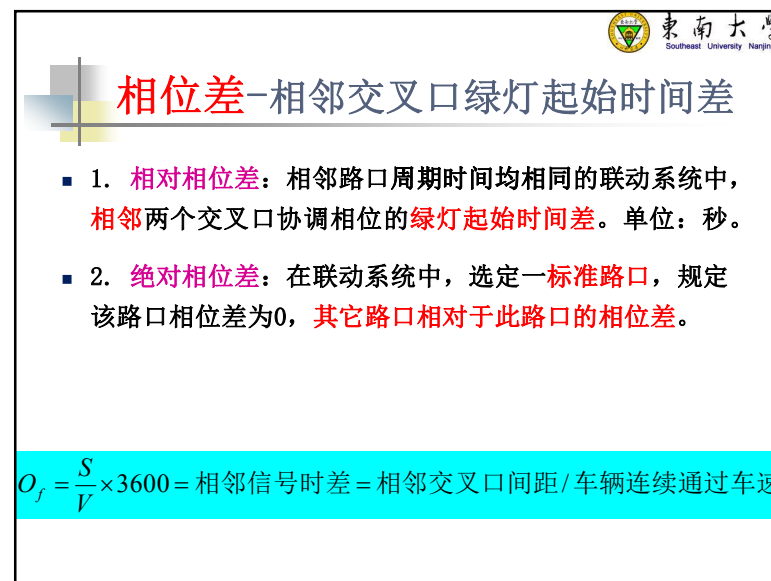 東南大
Southeast University Nanjin
相位差-相邻交叉口绿灯起始时间差
1. 相对相位差：相邻路口周期时间均相同的联动系统中，
相邻两个交叉口协调相位的绿灯起始时间差。单位：秒。
2. 绝对相位差：在联动系统中，选定一标准路口，规定
该路口相位差为0，其它路口相对于此路口的相位差。
O_f = S/V ×3600 = 相邻信号时差 = 相邻交叉口间距/车辆连续通过车速